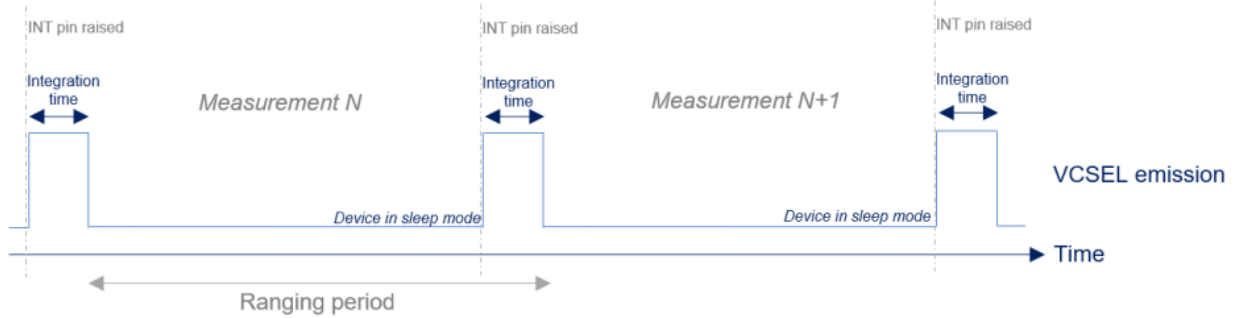 INT pin raised
INT pin raised
INT pin raised
Integration
time
Measurement N
Integration
time
Measurement N+1
Integration
time
VCSEL emission
Device in sleep mode
Device in sleep mode
Time
Ranging period